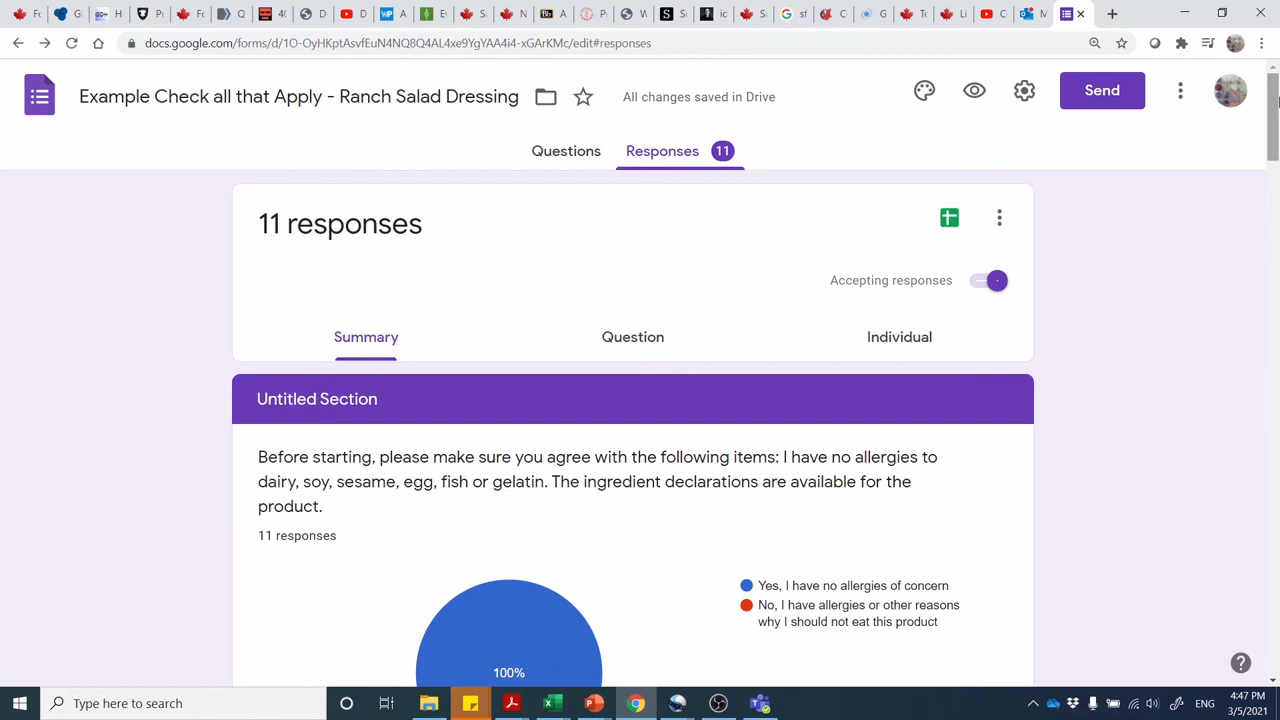 docs.google.com/forms/d/1O-OyHKptAsvfEuN4NQ8Q4AL4xe9YgYAA4i4-xGArKMc/edit#responses
Example Check all that Apply - Ranch Salad Dressing
All changes saved in Drive
Send
Questions
Responses 11
11 responses
Accepting responses
Summary
Question
Individual
Untitled Section
Before starting, please make sure you agree with the following items: I have no allergies to
dairy, soy, sesame, egg, fish or gelatin. The ingredient declarations are available for the
product.
11 responses
Yes, I have no allergies of concern
No, I have allergies or other reasons
why I should not eat this product
100%
Type here to search
ENG
4:47 PM
3/5/2021